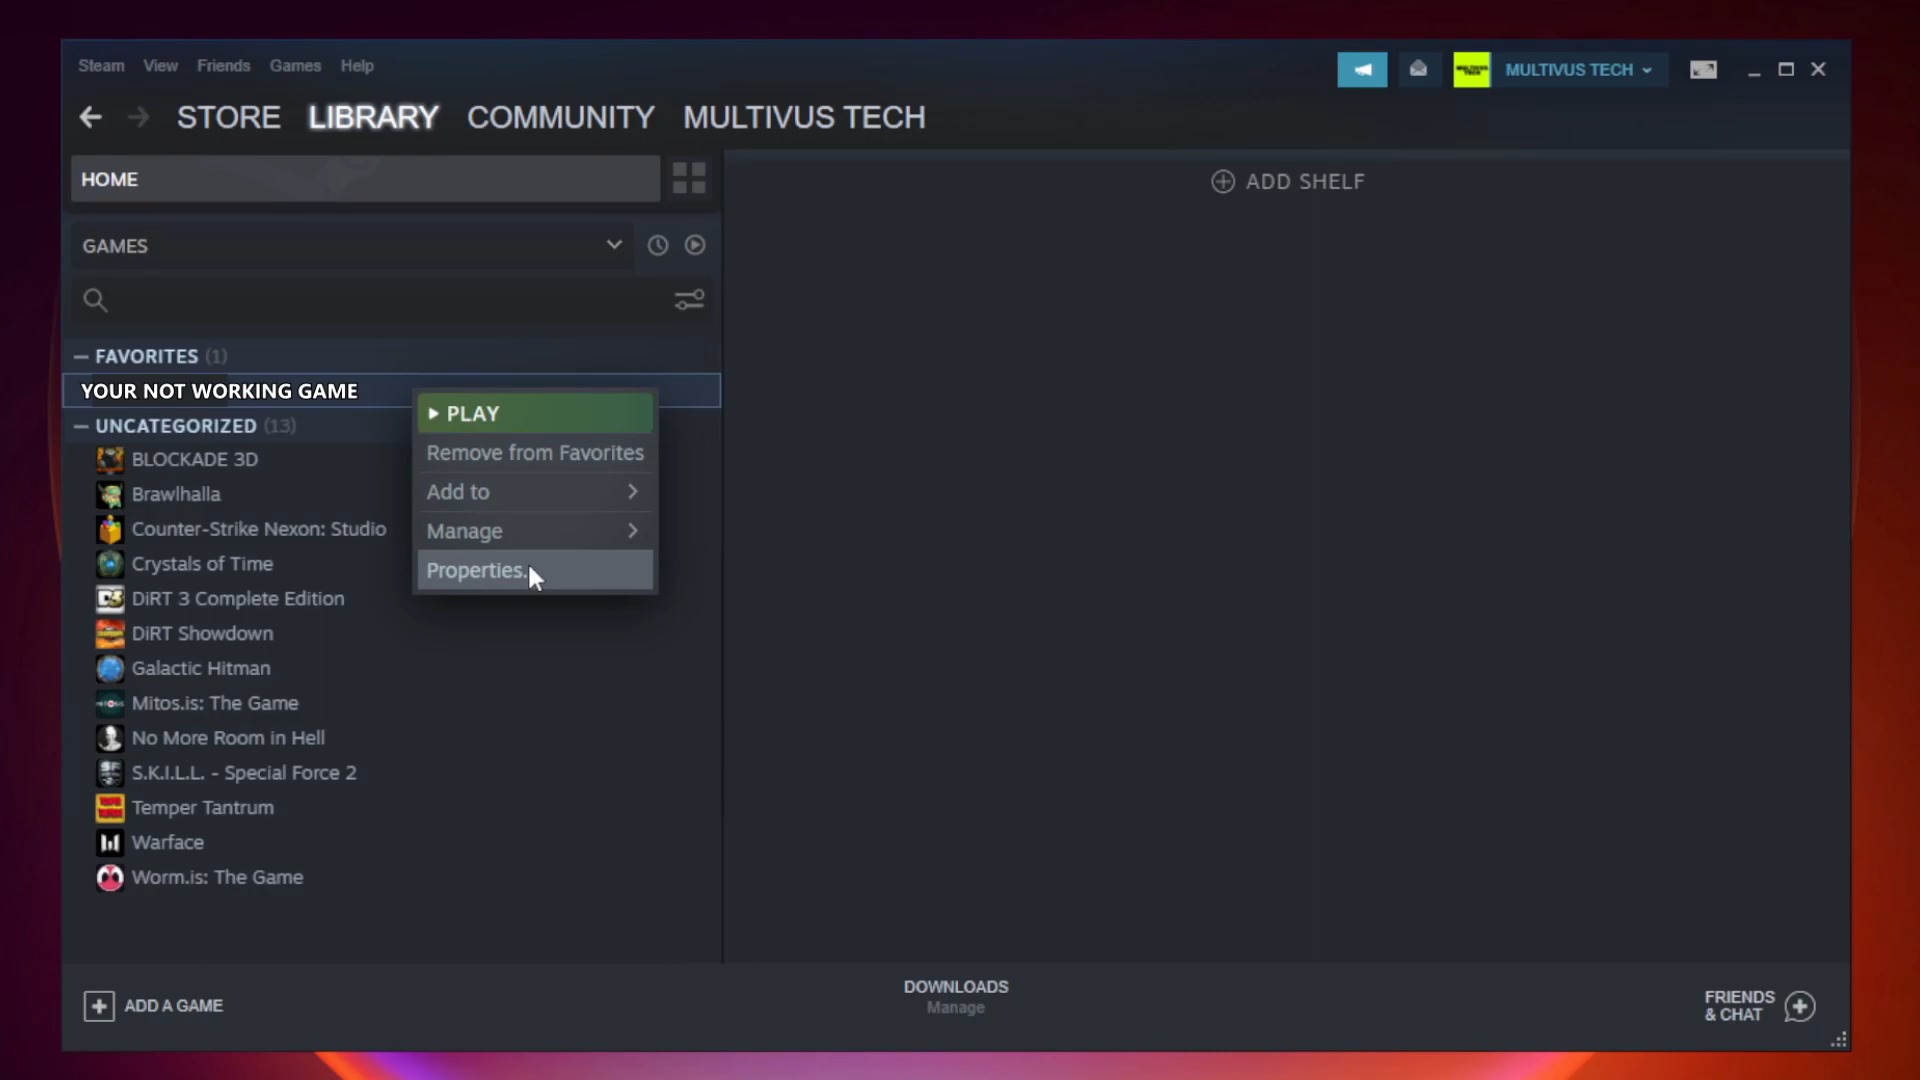 Steam View Friends Games Help
MULTIVUS TECH
STORE LIBRARY COMMUNITY MULTIVUS TECH
HOME
ADD SHELF
GAMES
FAVORITES (1)
YOUR NOT WORKING GAME
PLAY
UNCATEGORIZED (13)
Remove from Favorites
BLOCKADE 3D
Add to
Brawlhalla
Manage
Counter-Strike Nexon: Studio
Properties.
Crystals of Time
DiRT 3 Complete Edition
DiRT Showdown
Galactic Hitman
Mitos.is: The Game
No More Room in Hell
S.K.I.L.L. - Special Force 2
Temper Tantrum
Warface
Worm.is: The Game
ADD A GAME
DOWNLOADS
Manage
FRIENDS
& CHAT